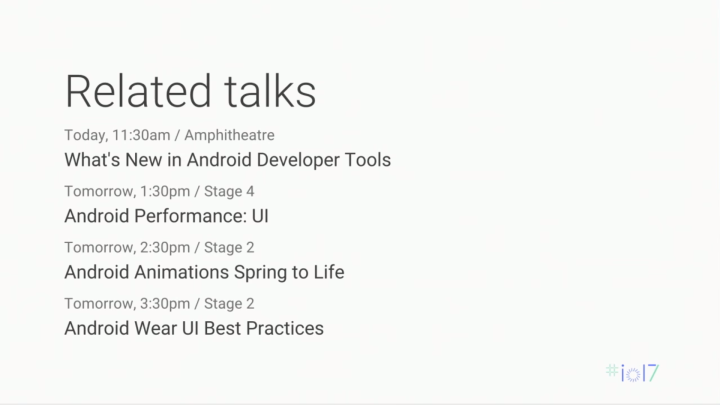 Related talks
Today, 11:30am / Amphitheatre
What's New in Android Developer Tools
Tomorrow, 1:30pm / Stage 4
Android Performance: UI
Tomorrow, 2:30pm / Stage 2
Android Animations Spring to Life
Tomorrow, 3:30pm / Stage 2
Android Wear UI Best Practices
#io17